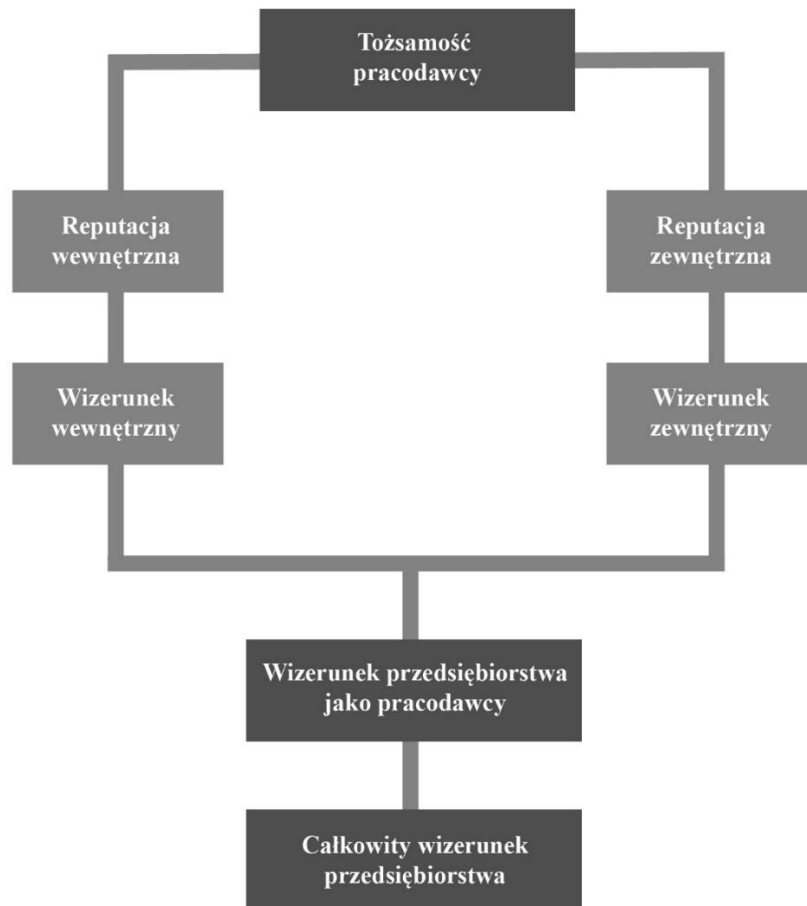 Tożsamość
pracodawcy
Reputacja
wewnętrzna
Reputacja
zewnętrzna
Wizerunek
wewnętrzny
Wizerunek
zewnętrzny
Wizerunek przedsiębiorstwa
jako pracodawcy
Całkowity wizerunek
przedsiębiorstwa